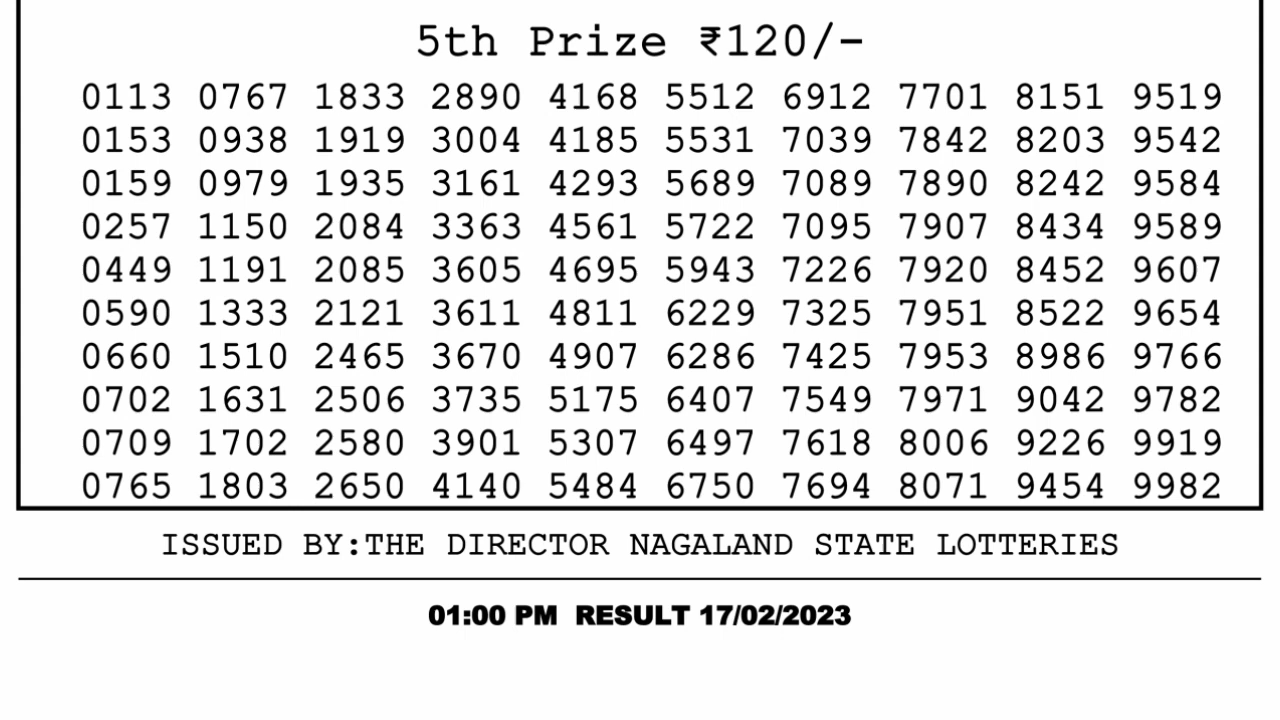 5th Prize ₹120/-
0113 0767 1833 2890 4168 5512 6912 7701 8151 9519
0153 0938 1919 3004 4185 5531 7039 7842 8203 9542
0159 0979 1935 3161 4293 5689 7089 7890 8242 9584
0257 1150 2084 3363 4561 5722 7095 7907 8434 9589
0449 1191 2085 3605 4695 5943 7226 7920 8452 9607
0590 1333 2121 3611 4811 6229 7325 7951 8522 9654
0660 1510 2465 3670 4907 6286 7425 7953 8986 9766
0702 1631 2506 3735 5175 6407 7549 7971 9042 9782
0709 1702 2580 3901 5307 6497 7618 8006 9226 9919
0765 1803 2650 4140 5484 6750 7694 8071 9454 9982
ISSUED BY:THE DIRECTOR NAGALAND STATE LOTTERIES
01:00 PM RESULT 17/02/2023